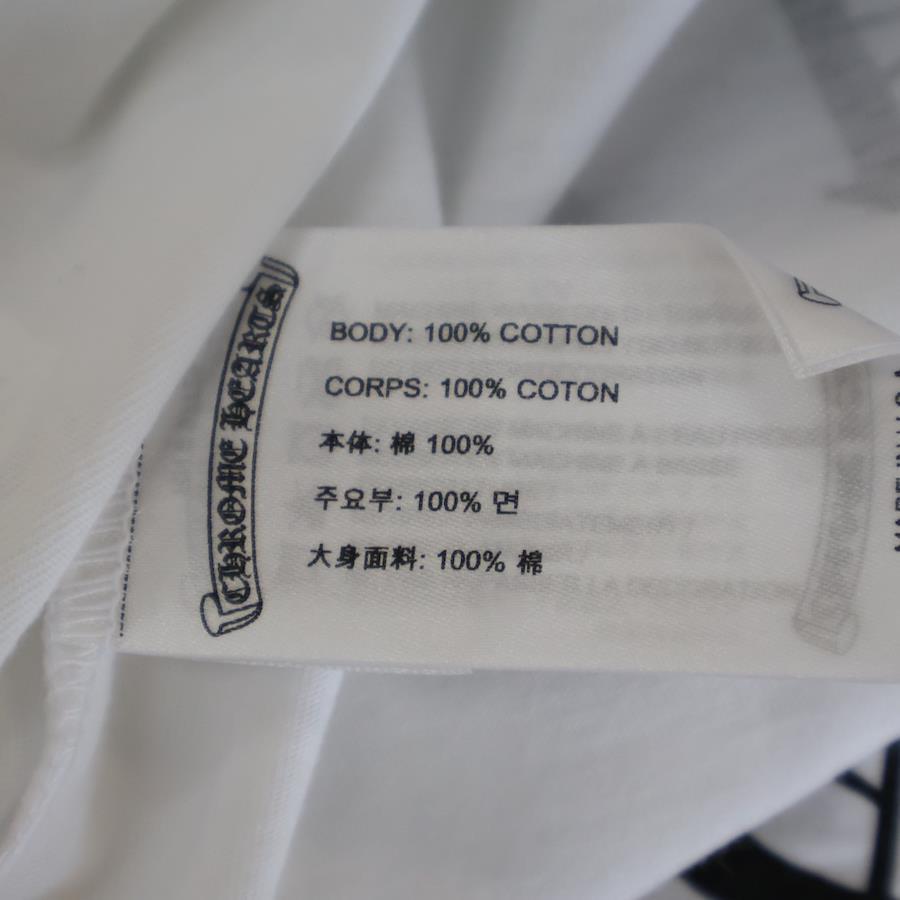 CHROME HEARTS
BODY: 100% COTTON
CORPS: 100% COTON
本体: 棉 100%
주요부: 100% 면
大身面料: 100% 棉